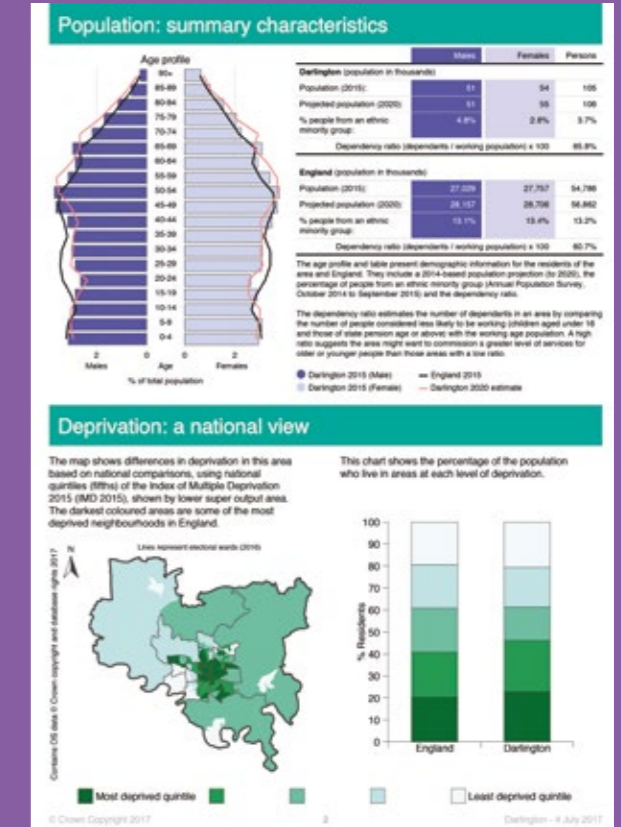 Population: summary characteristics
Age profile
90+
85-89
80-84
75-79
70-74
65-69
60-64
55-59
50-54
45-49
40-44
35-39
30-34
25-29
20-24
15-19
10-14
5-9
0-4
2 0 0 2
Males Age Females
% of total population
Males Females Persons
Darlington (population in thousands)
Population (2015): 51 54 105
Projected population (2020): 51 55 106
% people from an ethnic minority group: 4.8% 2.8% 3.7%
Dependency ratio (dependants / working population) x 100 65.8%
England (population in thousands)
Population (2015): 27,029 27,757 54,786
Projected population (2020): 28,157 28,706 56,862
% people from an ethnic minority group: 13.1% 13.4% 13.2%
Dependency ratio (dependants / working population) x 100 60.7%
The age profile and table present demographic information for the residents of the
area and England. They include a 2014-based population projection (to 2020), the
percentage of people from an ethnic minority group (Annual Population Survey,
October 2014 to September 2015) and the dependency ratio.
The dependency ratio estimates the number of dependants in an area by comparing
the number of people considered less likely to be working (children aged under 16
and those of state pension age or above) with the working age population. A high
ratio suggests the area might want to commission a greater level of services for
older or younger people than those areas with a low ratio.
Darlington 2015 (Male) England 2015
Darlington 2015 (Female) Darlington 2020 estimate
Deprivation: a national view
The map shows differences in deprivation in this area
based on national comparisons, using national
quintiles (fifths) of the Index of Multiple Deprivation
2015 (IMD 2015), shown by lower super output area.
The darkest coloured areas are some of the most
deprived neighbourhoods in England.
This chart shows the percentage of the population
who live in areas at each level of deprivation.
N
Lines represent electoral wards (2016)
Contains OS data © Crown copyright and database rights 2017
100
90
80
70
60
50
40
30
20
10
0
% Residents
England Darlington
Most deprived quintile Least deprived quintile
© Crown Copyright 2017 2 Darlington - 4 July 2017